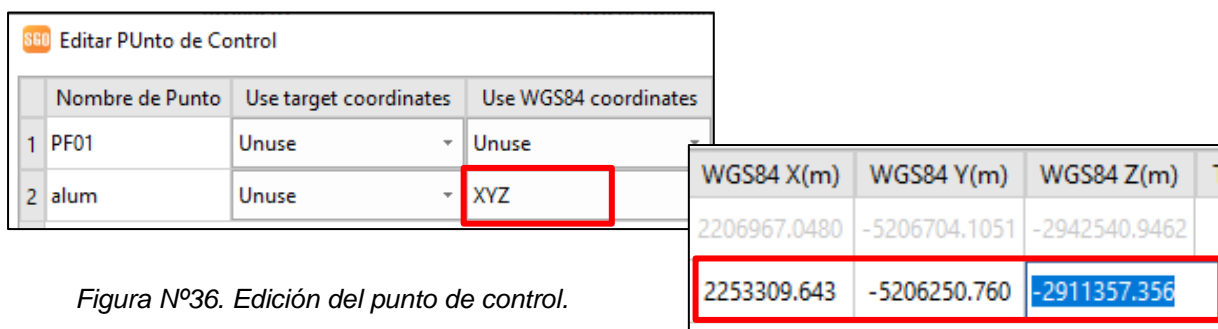 SGO Editar PUnto de Control
Nombre de Punto Use target coordinates Use WGS84 coordinates
1 PF01 Unuse Unuse
2 alum Unuse XYZ
WGS84 X(m) WGS84 Y(m) WGS84 Z(m)
2206967.0480 -5206704.1051 -2942540.9462
2253309.643 -5206250.760 -2911357.356
Figura Nº36. Edición del punto de control.